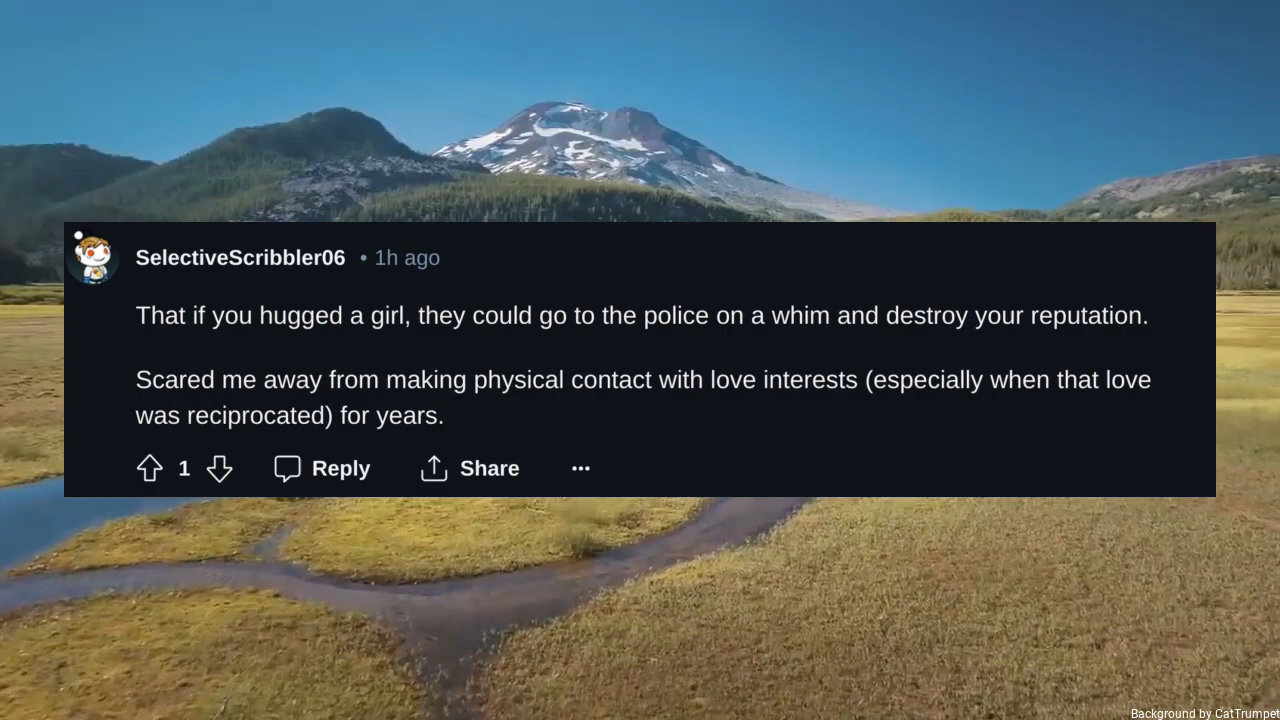 SelectiveScribbler06 • 1h ago
That if you hugged a girl, they could go to the police on a whim and destroy your reputation.
Scared me away from making physical contact with love interests (especially when that love
was reciprocated) for years.
1 Reply Share ···
Background by CatTrumpet